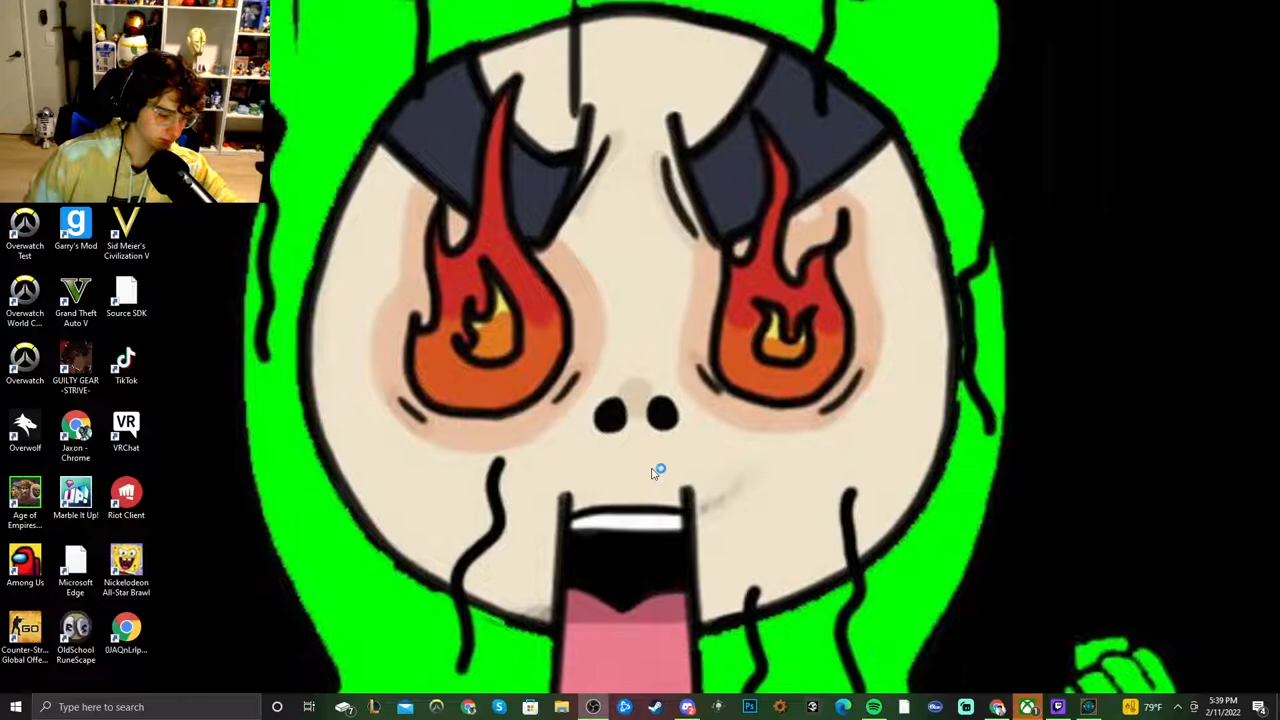 Overwatch Test
Garry's Mod
Sid Meier's Civilization V
Overwatch World C...
Grand Theft Auto V
Source SDK
Overwatch
GUILTY GEAR -STRIVE-
TikTok
Overwolf
Jaxon - Chrome
VRChat
Age of Empires...
Marble It Up!
Riot Client
Among Us
Microsoft Edge
Nickelodeon All-Star Brawl
Counter-Str... Global Offe...
OldSchool RuneScape
0JAQnLrlp...
Type here to search
79°F
5:39 PM
2/11/2022